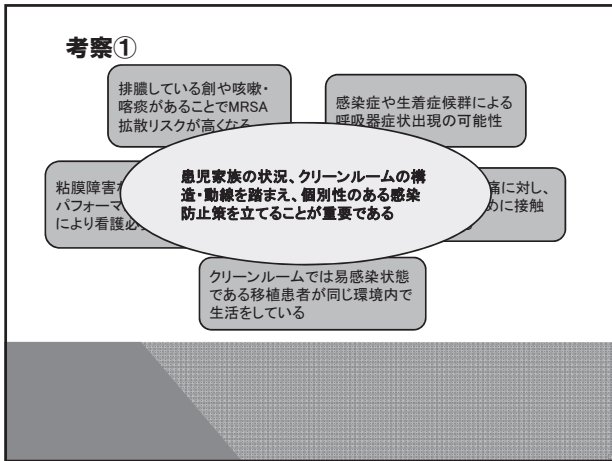 考察①
排膿している創や咳嗽・
喀痰があることでMRSA
拡散リスクが高くなる
感染症や生着症候群による
呼吸器症状出現の可能性
患児家族の状況、クリーンルームの構
造・動線を踏まえ、個別性のある感染
防止策を立てることが重要である
粘膜障害
パフォーマ
により看護必
痛に対し、
めに接触
クリーンルームでは易感染状態
である移植患者が同じ環境内で
生活をしている